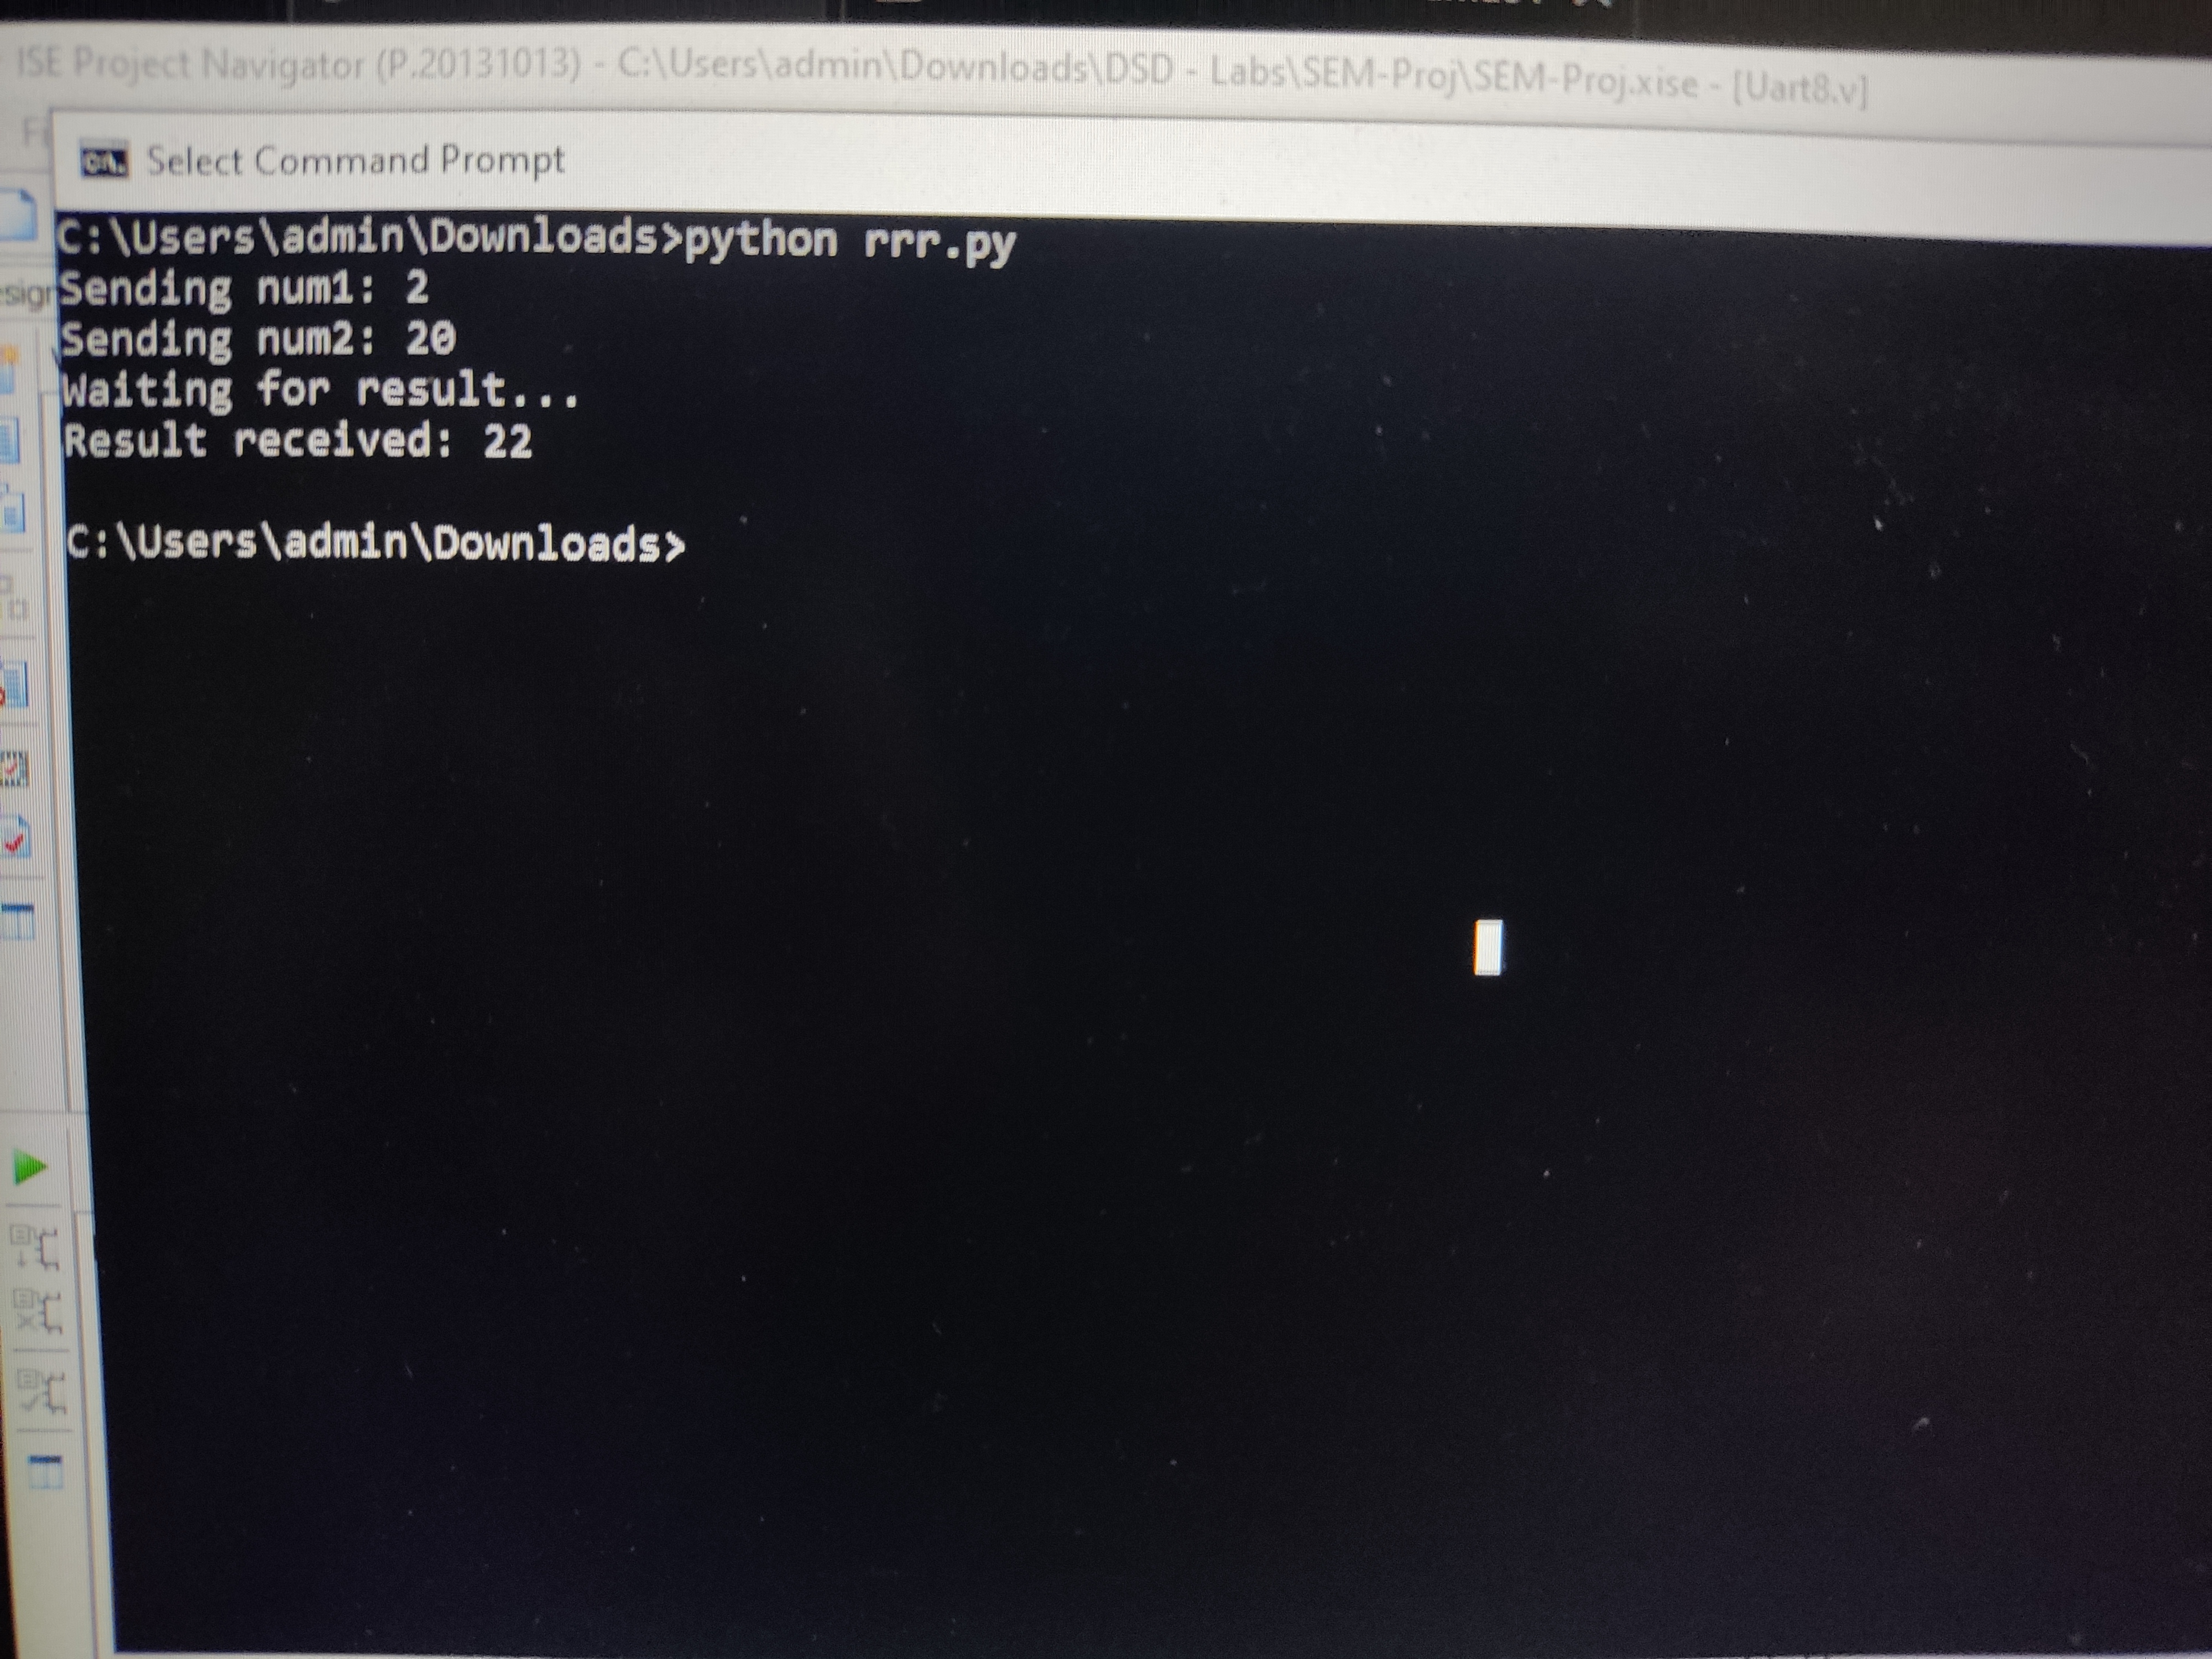 ISE Project Navigator (P.20131013) - C:\Users\admin\Downloads\DSD - Labs\SEM-Proj\SEM-Proj.xise - [Uart8.v]
Select Command Prompt
C:\Users\admin\Downloads>python rrr.py
Sending num1: 2
Sending num2: 20
Waiting for result...
Result received: 22
C:\Users\admin\Downloads>